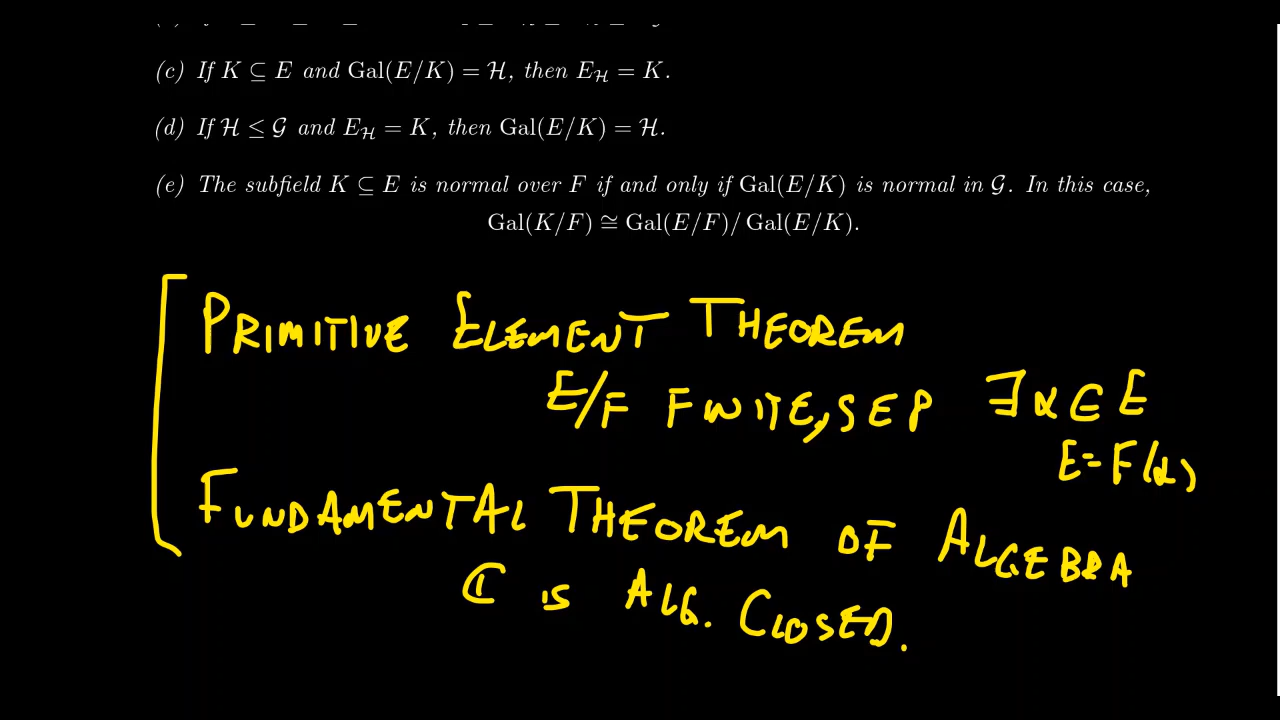 (c) If K ⊆ E and Gal(E/K) = ℋ, then E_ℋ = K.
(d) If ℋ ≤ 𝒢 and E_ℋ = K, then Gal(E/K) = ℋ.
(e) The subfield K ⊆ E is normal over F if and only if Gal(E/K) is normal in 𝒢. In this case,
Gal(K/F) ≅ Gal(E/F)/ Gal(E/K).
PRIMITIVE ELEMENT THEOREM
E/F FINITE, SEP ∃ α ∈ E
E = F(α)
FUNDAMENTAL THEOREM OF ALGEBRA
ℂ IS ALG. CLOSED.